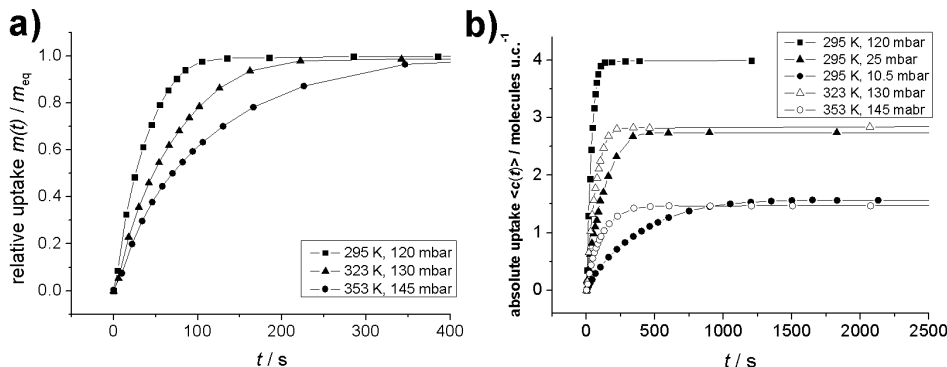 a)
relative uptake m(t) / m_eq
1.0
0.8
0.6
0.4
0.2
0.0
295 K, 120 mbar
323 K, 130 mbar
353 K, 145 mbar
0 100 200 300 400
t / s
b)
absolute uptake <c(t)> / molecules u.c.⁻¹
4
3
2
1
0
295 K, 120 mbar
295 K, 25 mbar
295 K, 10.5 mbar
323 K, 130 mbar
353 K, 145 mabr
0 500 1000 1500 2000 2500
t / s